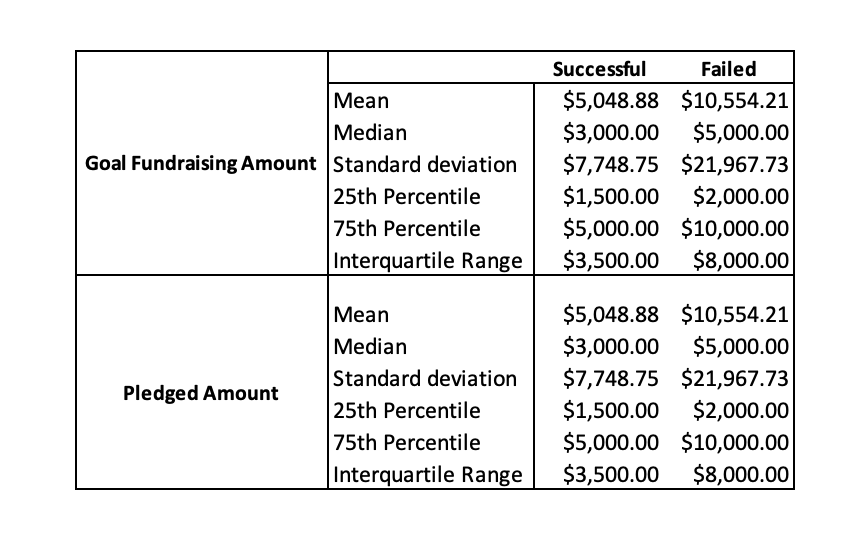 Successful Failed
Mean $5,048.88 $10,554.21
Median $3,000.00 $5,000.00
Goal Fundraising Amount Standard deviation $7,748.75 $21,967.73
25th Percentile $1,500.00 $2,000.00
75th Percentile $5,000.00 $10,000.00
Interquartile Range $3,500.00 $8,000.00
Mean $5,048.88 $10,554.21
Median $3,000.00 $5,000.00
Standard deviation $7,748.75 $21,967.73
Pledged Amount
25th Percentile $1,500.00 $2,000.00
75th Percentile $5,000.00 $10,000.00
Interquartile Range $3,500.00 $8,000.00